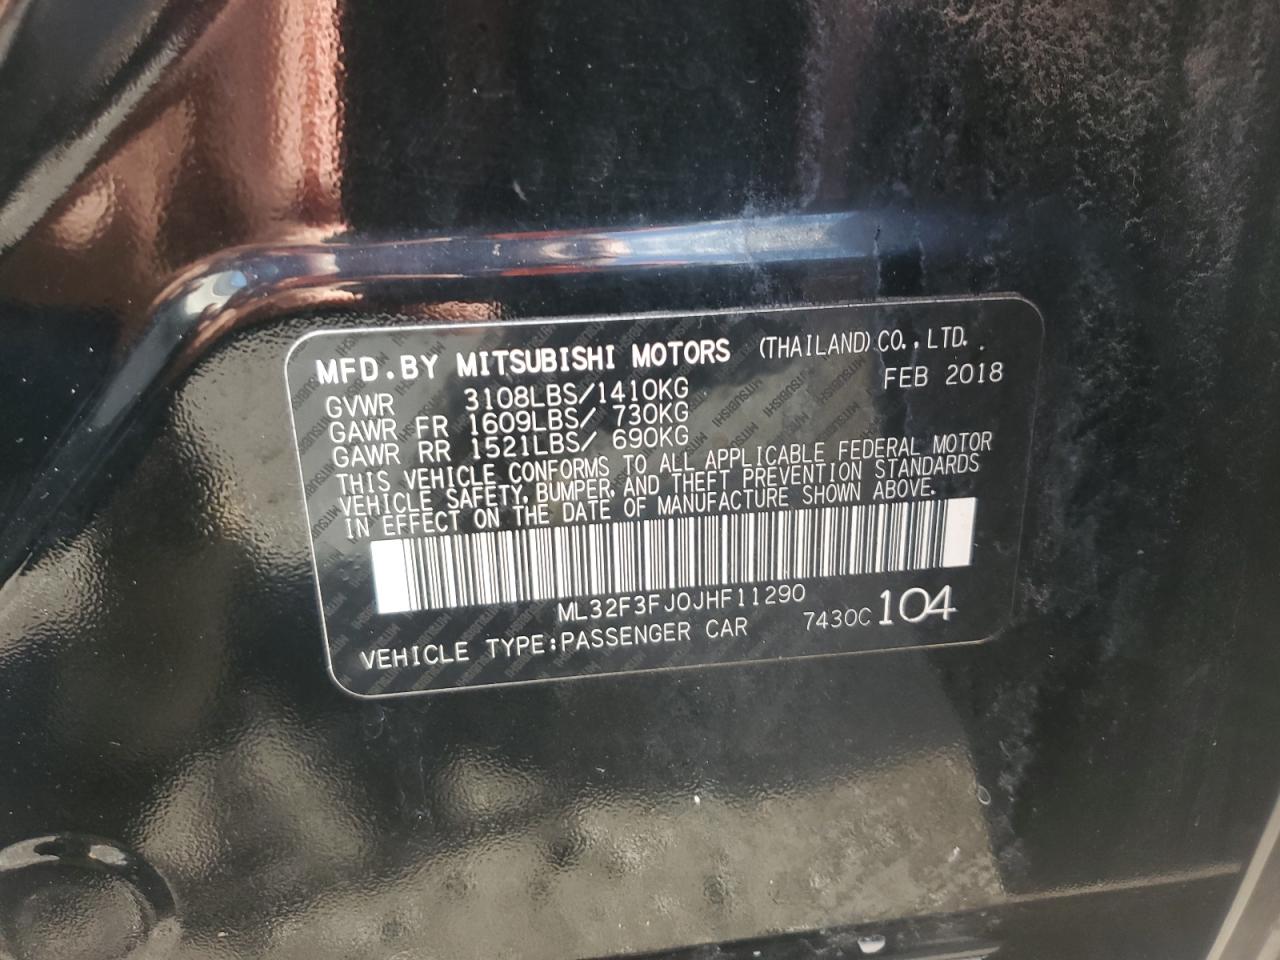 MFD.BY MITSUBISHI MOTORS (THAILAND)CO.,LTD.
FEB 2018
GVWR 3108LBS/1410KG
GAWR FR 1609LBS/ 730KG
GAWR RR 1521LBS/ 690KG
THIS VEHICLE CONFORMS TO ALL APPLICABLE FEDERAL MOTOR
VEHICLE SAFETY, BUMPER, AND THEFT PREVENTION STANDARDS
IN EFFECT ON THE DATE OF MANUFACTURE SHOWN ABOVE.
ML32F3FJ0JHF11290
VEHICLE TYPE:PASSENGER CAR 7430C 104